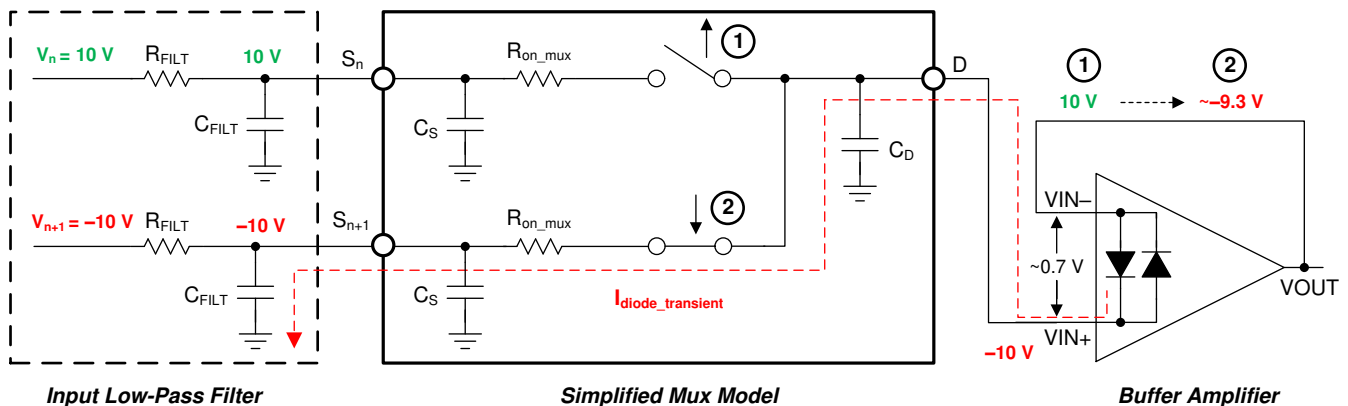 Vn = 10 V
RFILT
10 V
Sn
Ron_mux
1
D
1
2
10 V
~–9.3 V
CFILT
CS
CD
Vn+1 = –10 V
RFILT
–10 V
Sn+1
Ron_mux
2
VIN–
~0.7 V
VOUT
CFILT
CS
Idiode_transient
VIN+
–10 V
Input Low-Pass Filter
Simplified Mux Model
Buffer Amplifier